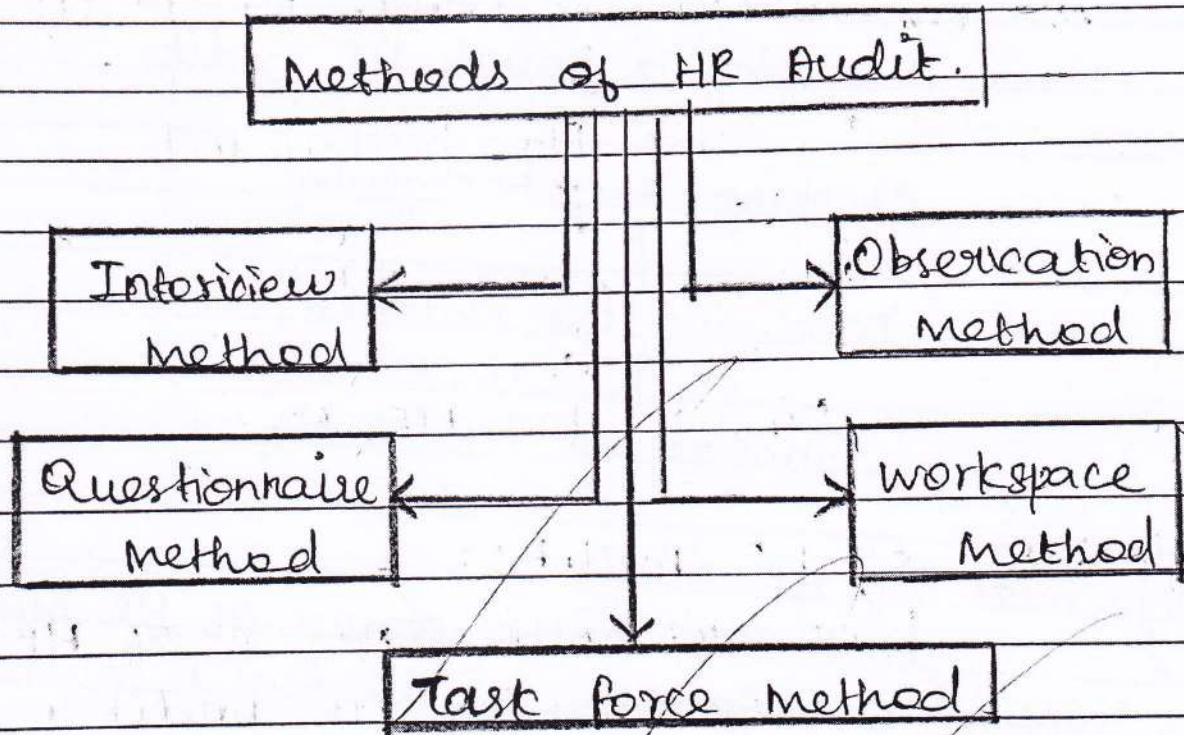 Methods of HR Audit.
Interview
Method
Observation
Method
Questionnaire
Method
workspace
Method
Task force method